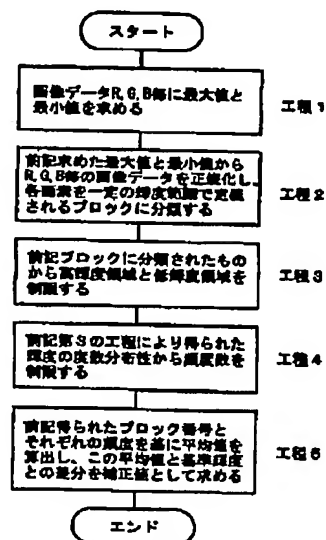 スタート
画像データR,G,B毎に最大値と
最小値を求める
工程1
前記求めた最大値と最小値から
R,G,B毎の画像データを正規化し、
各画素を一定の輝度範囲で定義
されるブロックに分類する
工程2
前記ブロックに分類されたもの
から高輝度領域と低輝度領域を
制限する
工程3
前記第3の工程により得られた
輝度の度数分布性から頻度数を
制限する
工程4
前記得られたブロック番号と
それぞれの頻度を基に平均値を
算出し、この平均値と基準輝度
との差分を補正値として求める
工程5
エンド